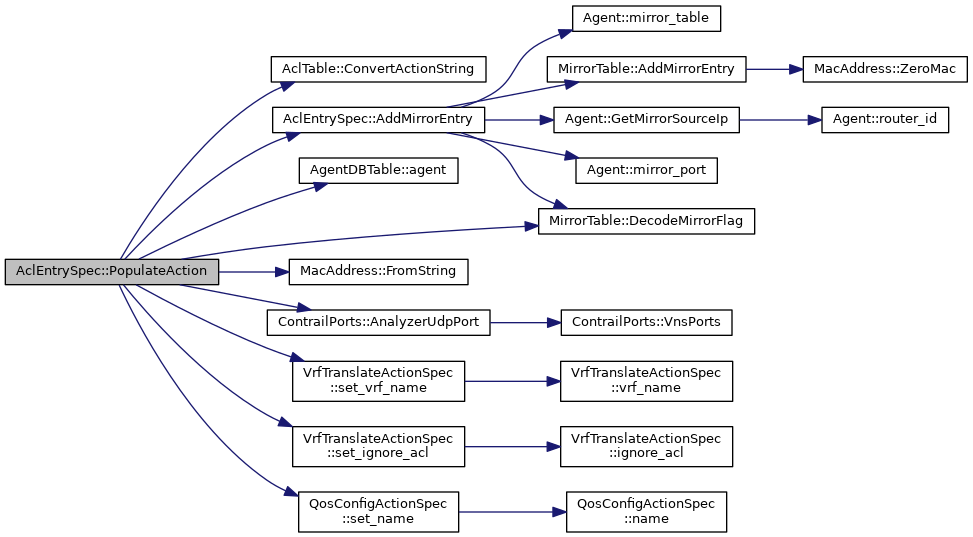 Agent::mirror_table
AclTable::ConvertActionString
MirrorTable::AddMirrorEntry
MacAddress::ZeroMac
AclEntrySpec::AddMirrorEntry
Agent::GetMirrorSourceIp
Agent::router_id
AgentDBTable::agent
Agent::mirror_port
MirrorTable::DecodeMirrorFlag
AclEntrySpec::PopulateAction
MacAddress::FromString
ContrailPorts::AnalyzerUdpPort
ContrailPorts::VnsPorts
VrfTranslateActionSpec
::set_vrf_name
VrfTranslateActionSpec
::vrf_name
VrfTranslateActionSpec
::set_ignore_acl
VrfTranslateActionSpec
::ignore_acl
QosConfigActionSpec
::set_name
QosConfigActionSpec
::name